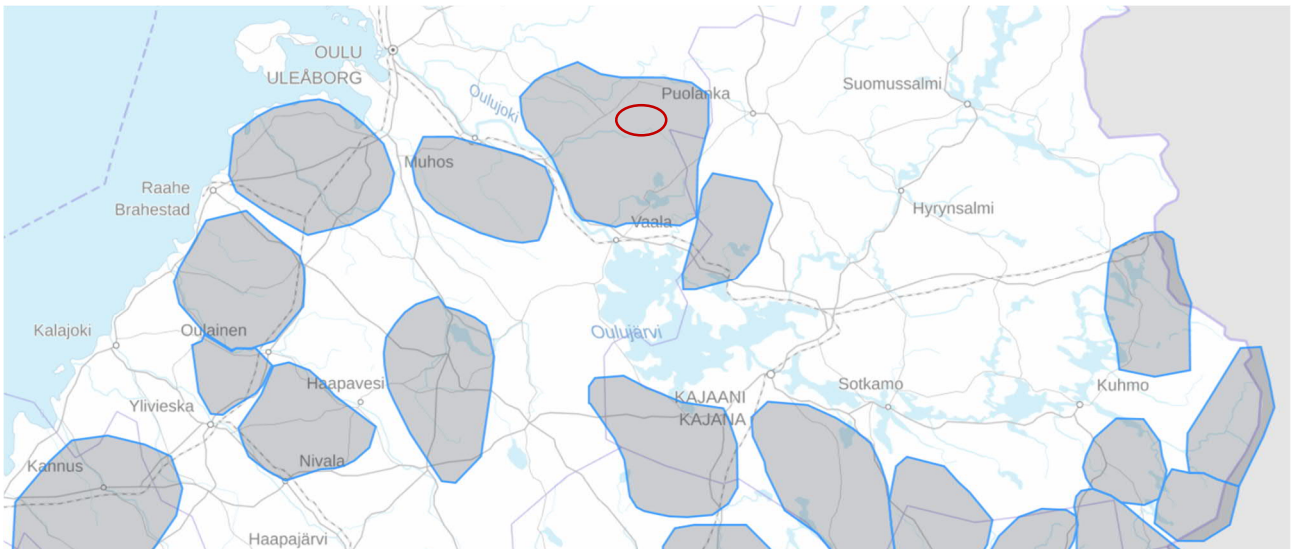 OULU
ULEÅBORG
Oulujoki
Puolanka
Suomussalmi
Muhos
Raahe
Brahestad
Hyrynsalmi
Vaala
Kalajoki
Oulainen
Oulujärvi
Haapavesi
KAJAANI
KAJANA
Sotkamo
Kuhmo
Ylivieska
Kannus
Nivala
Haapajärvi